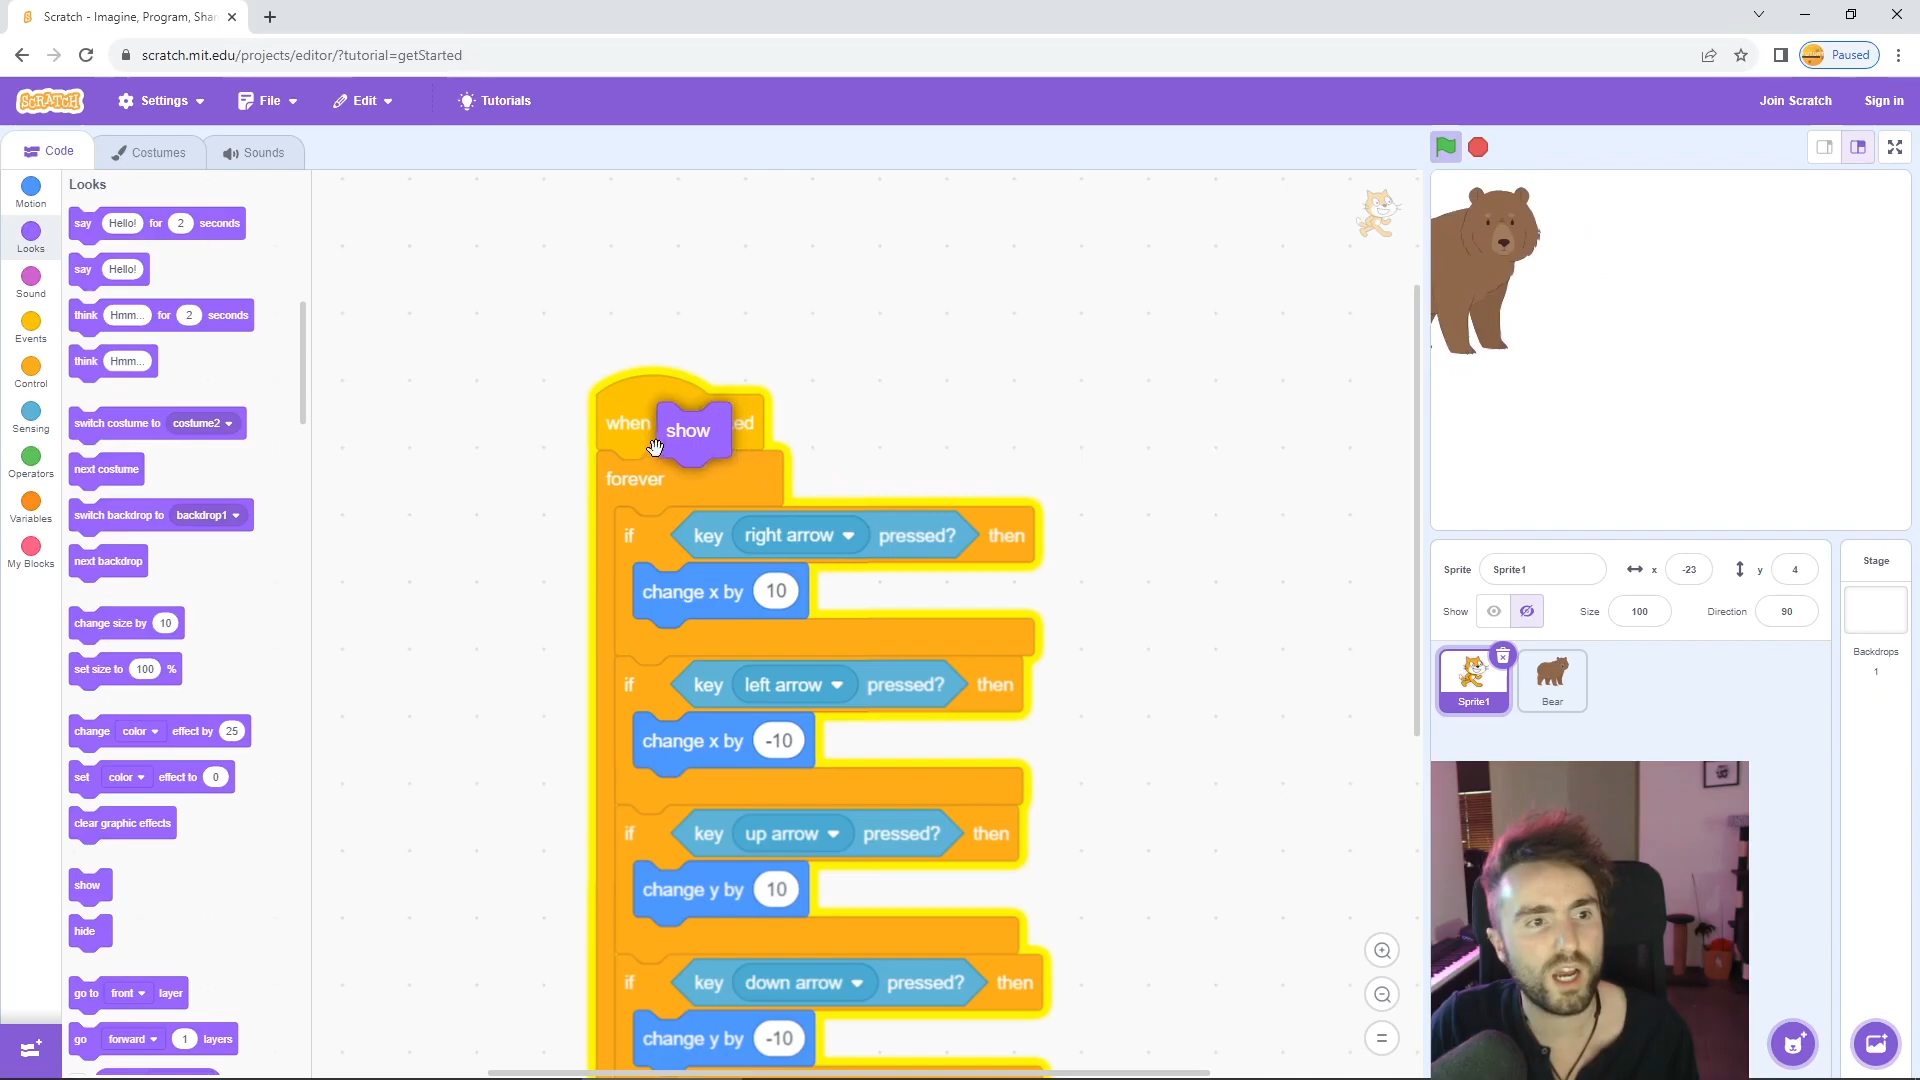 Scratch - Imagine, Program, Shar
scratch.mit.edu/projects/editor/?tutorial=getStarted
Paused
SCRATCH
Settings
File
Edit
Tutorials
Join Scratch
Sign in
Code
Costumes
Sounds
Motion
Looks
Sound
Events
Control
Sensing
Operators
Variables
My Blocks
Looks
say Hello! for 2 seconds
say Hello!
think Hmm... for 2 seconds
think Hmm...
switch costume to costume2
next costume
switch backdrop to backdrop1
next backdrop
change size by 10
set size to 100 %
change color effect by 25
set color effect to 0
clear graphic effects
show
hide
go to front layer
go forward 1 layers
when show ed
forever
if key right arrow pressed? then
change x by 10
if key left arrow pressed? then
change x by -10
if key up arrow pressed? then
change y by 10
if key down arrow pressed? then
change y by -10
Sprite Sprite1 x -23 y 4
Show Size 100 Direction 90
Sprite1
Bear
Stage
Backdrops
1